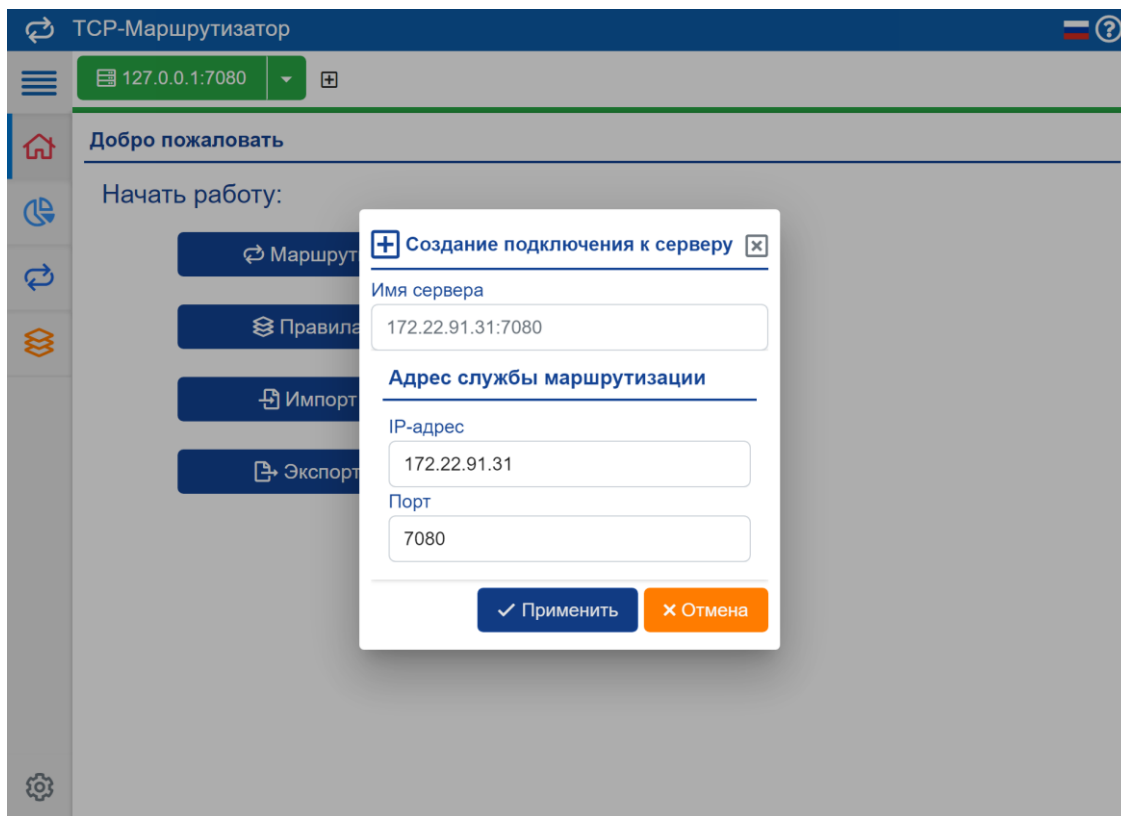 TCP-Маршрутизатор
127.0.0.1:7080
Добро пожаловать
Начать работу:
Маршрут
Правила
Импорт
Экспорт
Создание подключения к серверу
Имя сервера
172.22.91.31:7080
Адрес службы маршрутизации
IP-адрес
172.22.91.31
Порт
7080
Применить
Отмена